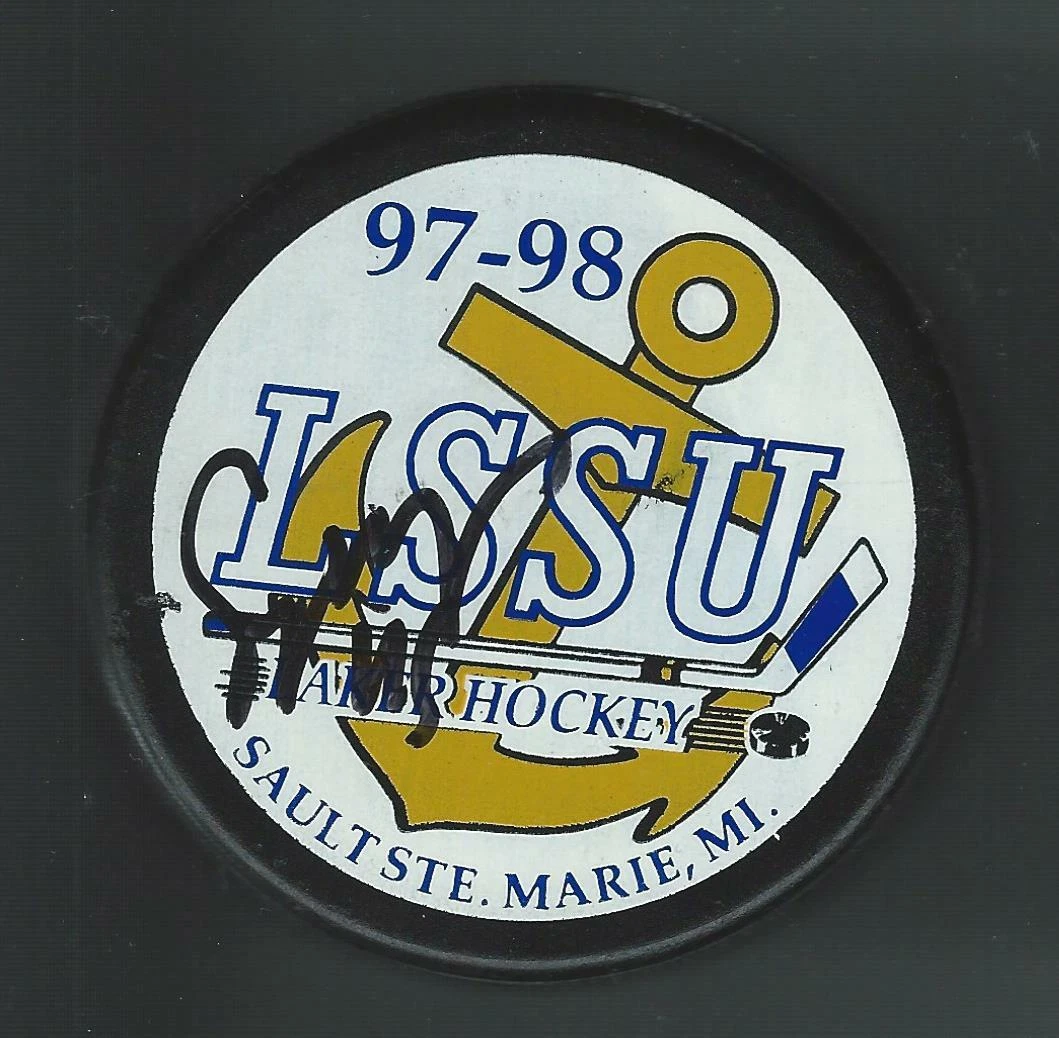 97-98
LSSU
LAKER HOCKEY
SAULT STE. MARIE, MI.